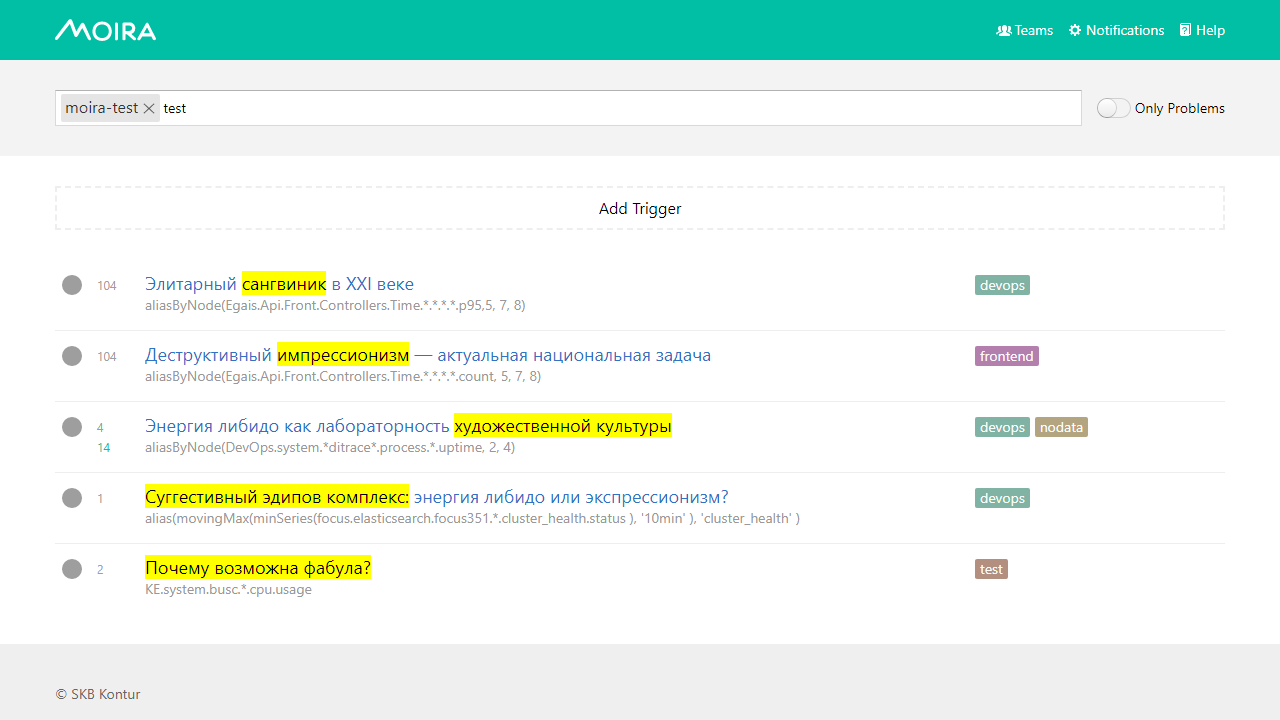 MOIRA
Teams Notifications Help
moira-test test
Only Problems
Add Trigger
104 Элитарный сангвиник в XXI веке devops
aliasByNode(Egais.Api.Front.Controllers.Time.*.*.*.*.p95,5, 7, 8)
104 Деструктивный импрессионизм — актуальная национальная задача frontend
aliasByNode(Egais.Api.Front.Controllers.Time.*.*.*.*.count, 5, 7, 8)
4 Энергия либидо как лабораторность художественной культуры devops nodata
14 aliasByNode(DevOps.system.*ditrace*.process.*.uptime, 2, 4)
1 Суггестивный эдипов комплекс: энергия либидо или экспрессионизм? devops
alias(movingMax(minSeries(focus.elasticsearch.focus351.*.cluster_health.status ), '10min' ), 'cluster_health' )
2 Почему возможна фабула? test
KE.system.busc.*.cpu.usage
© SKB Kontur